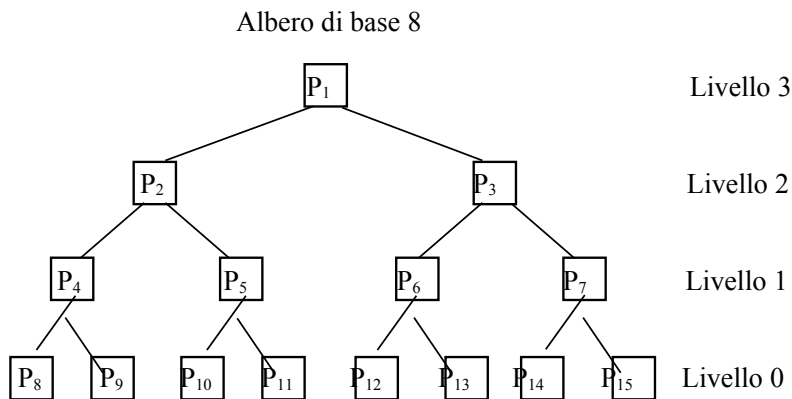 Albero di base 8
P₁ Livello 3
P₂ P₃ Livello 2
P₄ P₅ P₆ P₇ Livello 1
P₈ P₉ P₁₀ P₁₁ P₁₂ P₁₃ P₁₄ P₁₅ Livello 0